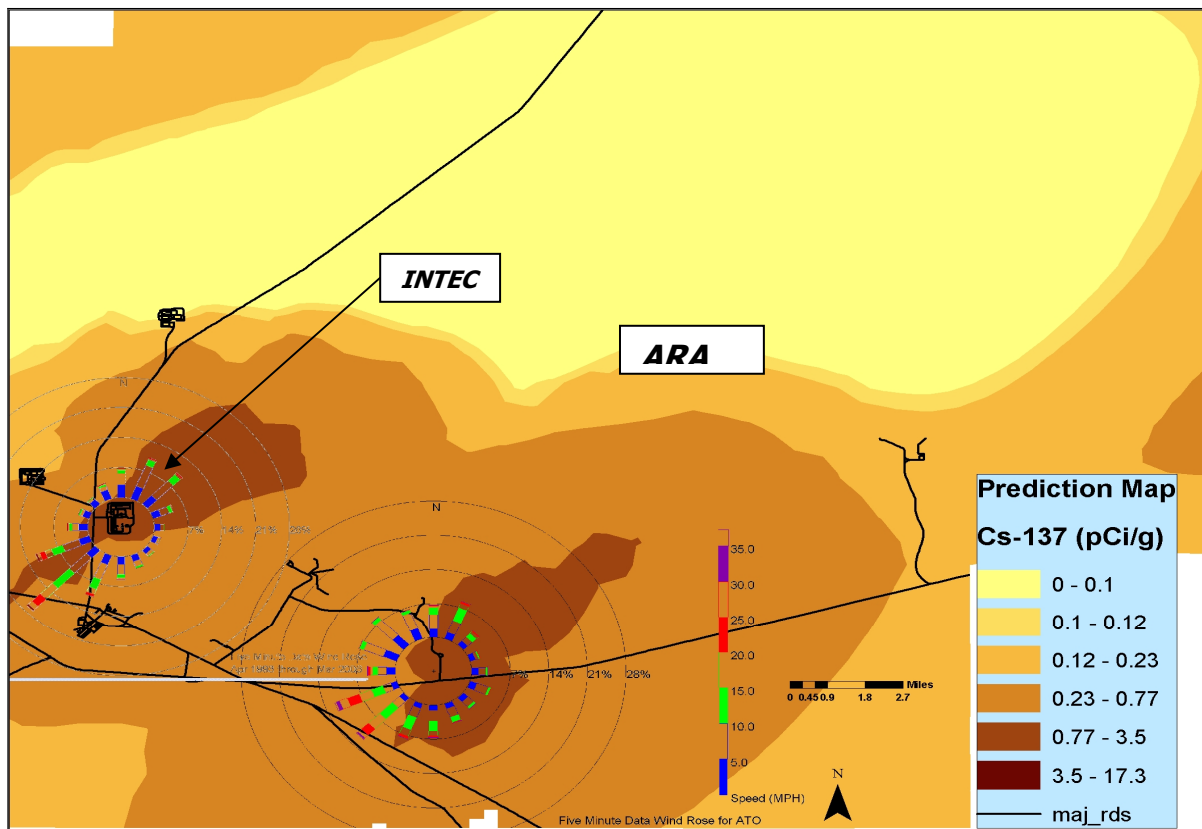 INTEC
ARA
N
7% 14% 21% 28%
N
7% 14% 21% 28%
35.0
30.0
25.0
20.0
15.0
10.0
5.0
Speed (MPH)
Miles
0 0.45 0.9 1.8 2.7
N
Five Minute Data Wind Rose for ATO
Prediction Map
Cs-137 (pCi/g)
0 - 0.1
0.1 - 0.12
0.12 - 0.23
0.23 - 0.77
0.77 - 3.5
3.5 - 17.3
maj_rds